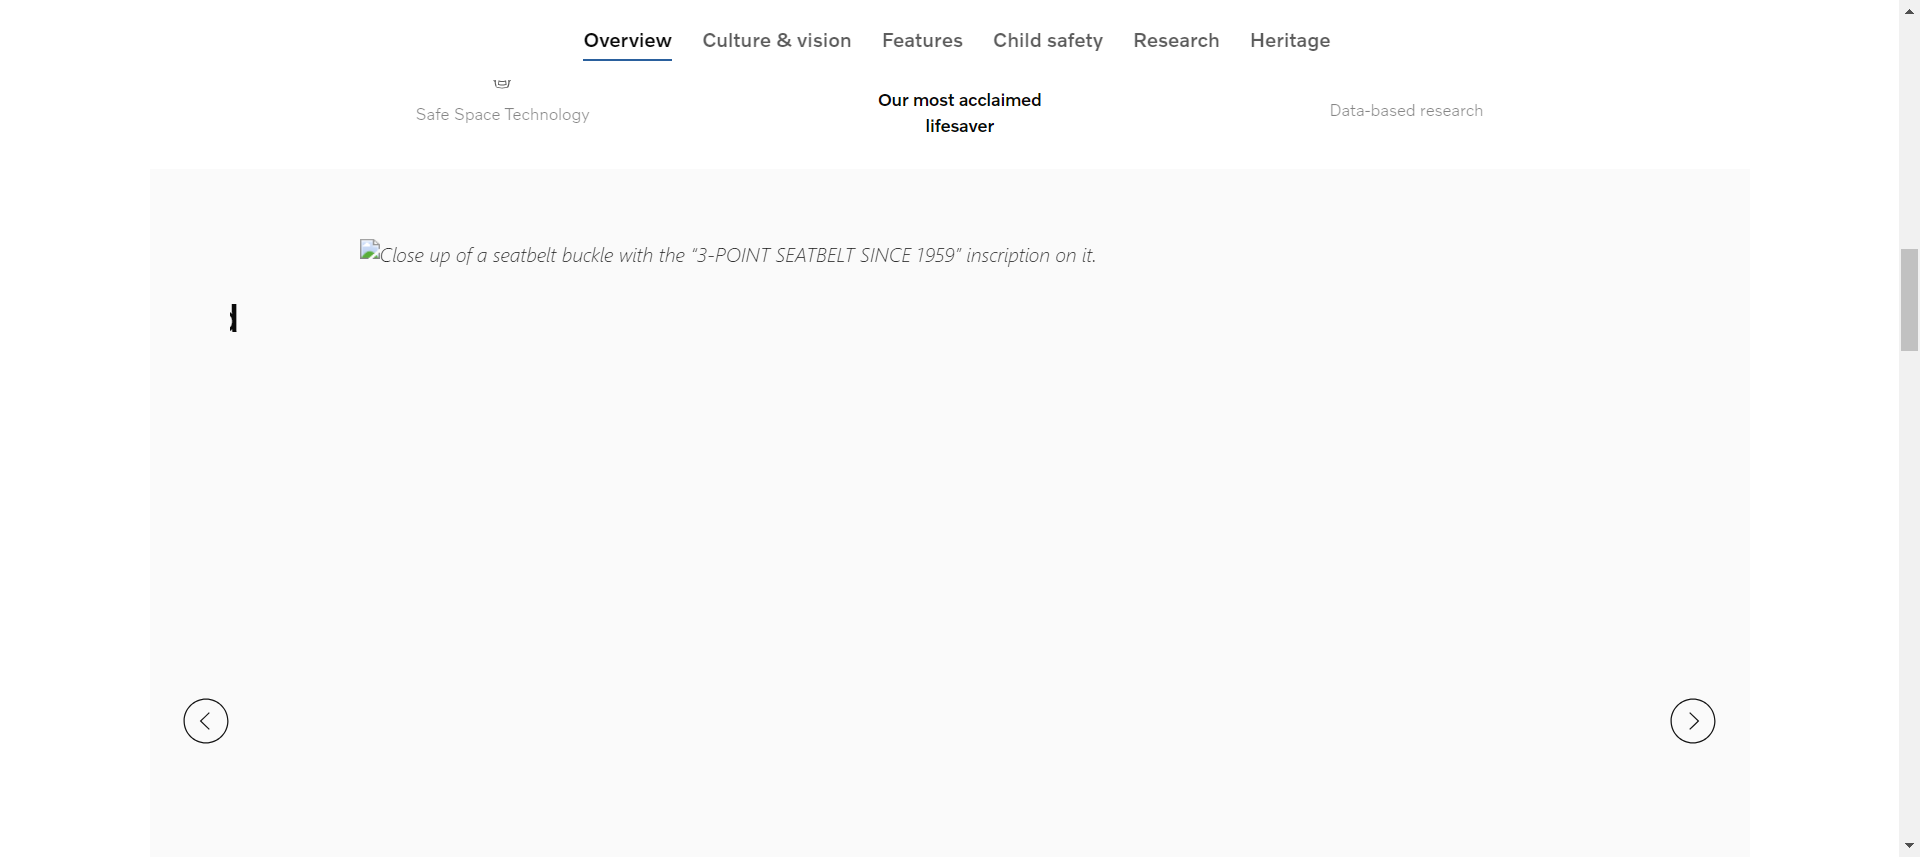 Overview Culture & vision Features Child safety Research Heritage
Safe Space Technology
Our most acclaimed
lifesaver
Data-based research
Close up of a seatbelt buckle with the “3-POINT SEATBELT SINCE 1959” inscription on it.